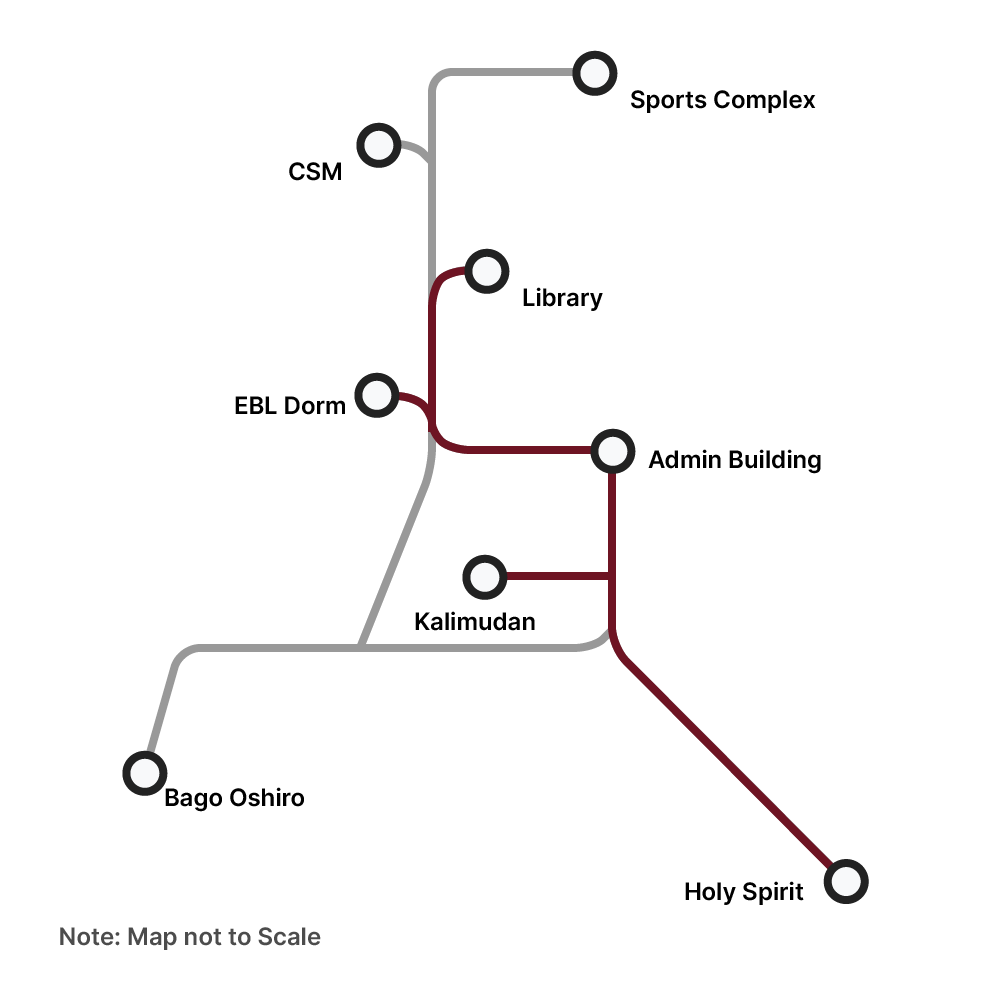 Sports Complex
CSM
Library
EBL Dorm
Admin Building
Kalimudan
Bago Oshiro
Holy Spirit
Note: Map not to Scale